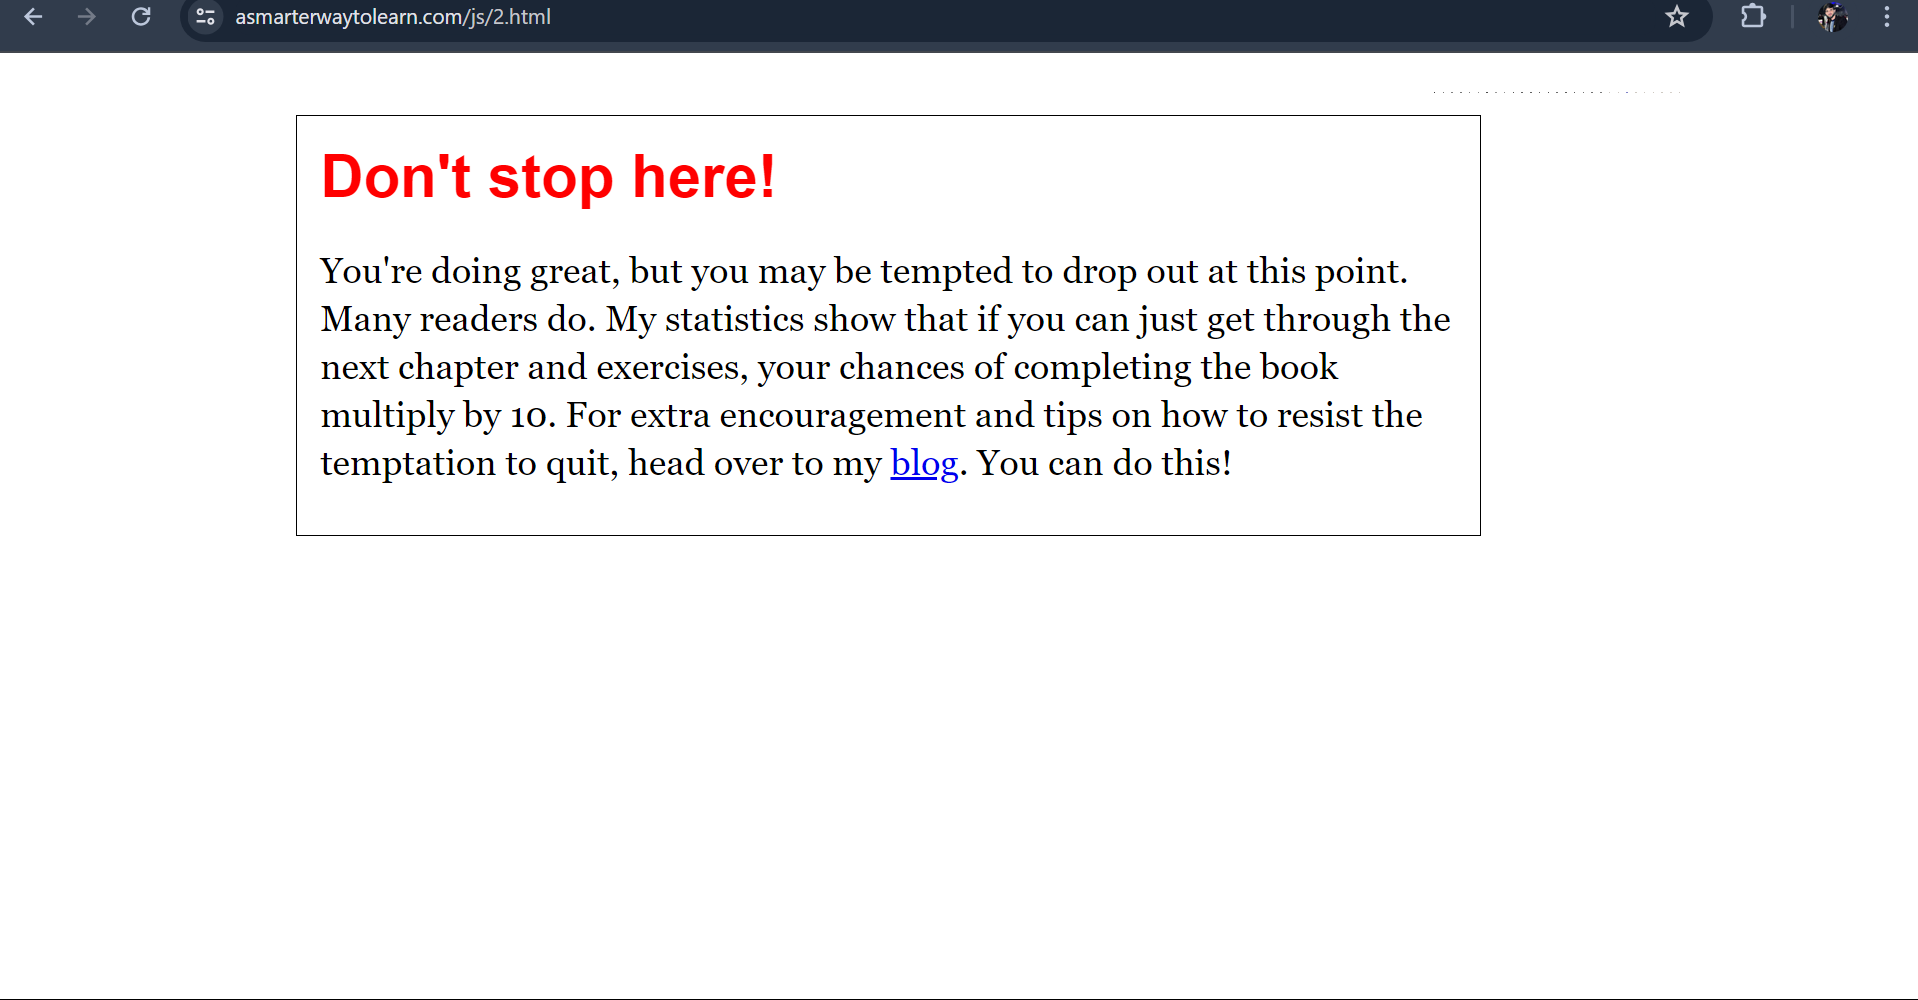 asmarterwaytolearn.com/js/2.html
Don't stop here!
You're doing great, but you may be tempted to drop out at this point.
Many readers do. My statistics show that if you can just get through the
next chapter and exercises, your chances of completing the book
multiply by 10. For extra encouragement and tips on how to resist the
temptation to quit, head over to my blog. You can do this!